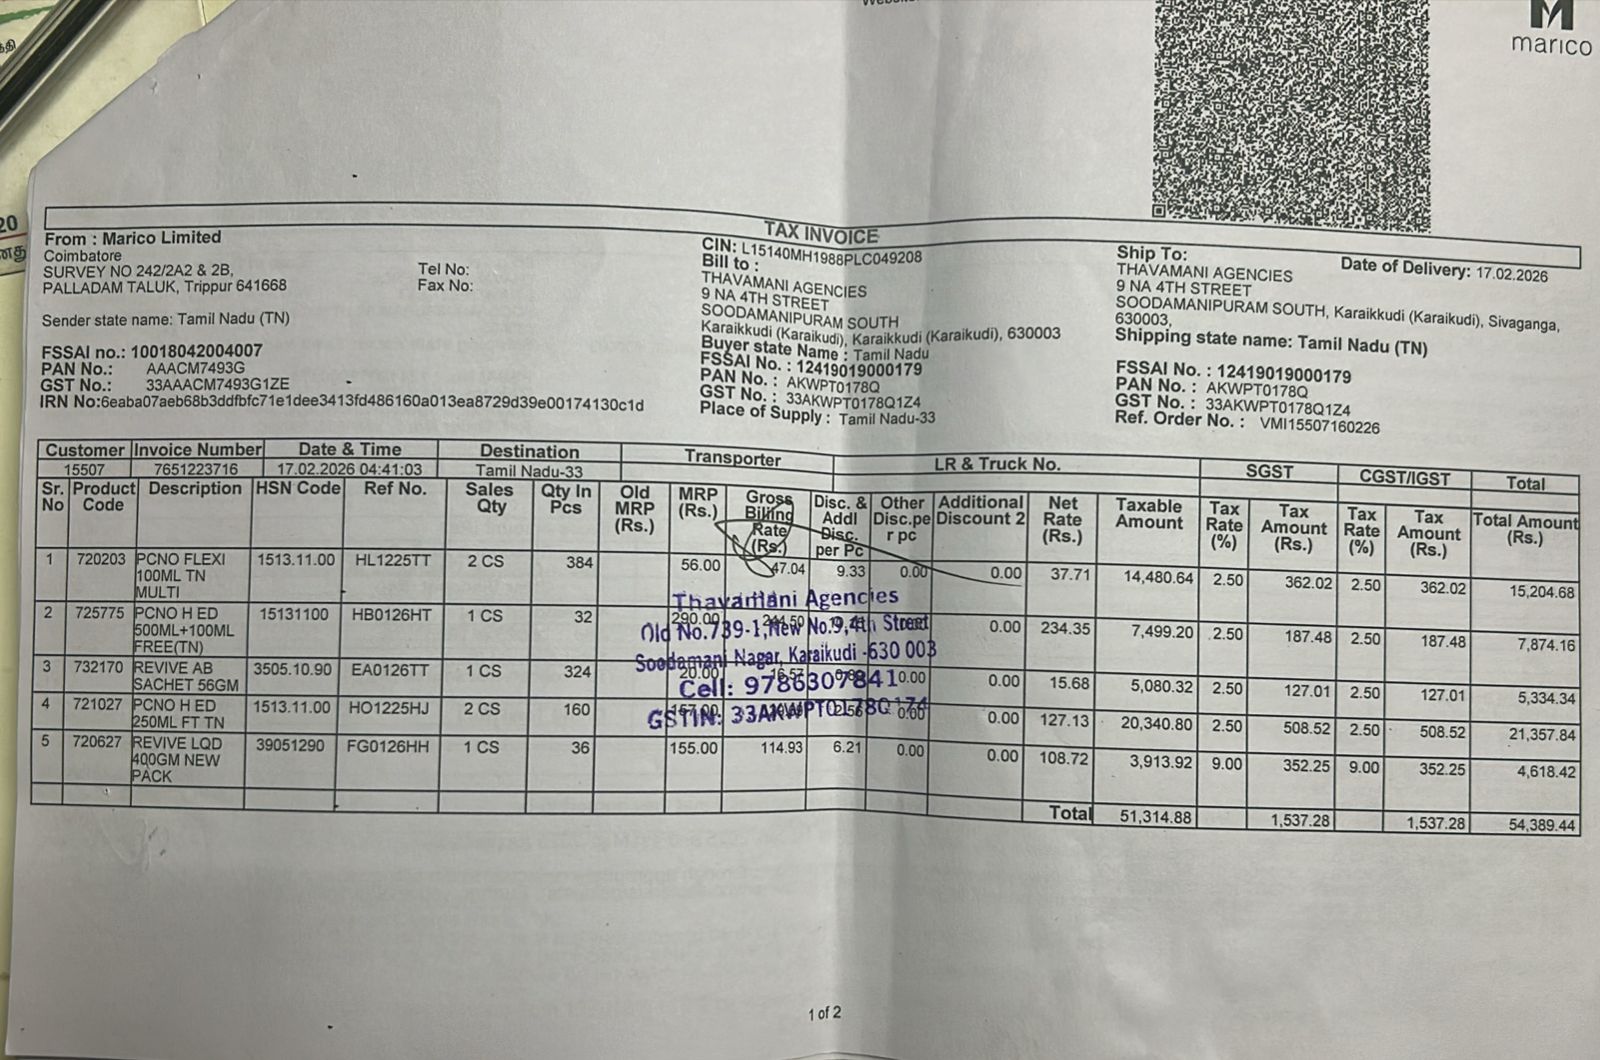 marico
TAX INVOICE
From : Marico Limited
Coimbatore
SURVEY NO 242/2A2 & 2B,
PALLADAM TALUK, Trippur 641668
Tel No:
Fax No:
Sender state name: Tamil Nadu (TN)
FSSAI no.: 10018042004007
PAN No.: AAACM7493G
GST No.: 33AAACM7493G1ZE
IRN No:6eaba07aeb68b3ddfbfc71e1dee3413fd486160a013ea8729d39e00174130c1d
CIN: L15140MH1988PLC049208
Bill to :
THAVAMANI AGENCIES
9 NA 4TH STREET
SOODAMANIPURAM SOUTH
Karaikkudi (Karaikudi), Karaikkudi (Karaikudi), 630003
Buyer state Name : Tamil Nadu
FSSAI No. : 12419019000179
PAN No. : AKWPT0178Q
GST No. : 33AKWPT0178Q1Z4
Place of Supply : Tamil Nadu-33
Ship To:
Date of Delivery: 17.02.2026
THAVAMANI AGENCIES
9 NA 4TH STREET
SOODAMANIPURAM SOUTH, Karaikkudi (Karaikudi), Sivaganga,
630003,
Shipping state name: Tamil Nadu (TN)
FSSAI No. : 12419019000179
PAN No. : AKWPT0178Q
GST No. : 33AKWPT0178Q1Z4
Ref. Order No. : VMI15507160226
Customer Invoice Number Date & Time Destination Transporter LR & Truck No. SGST CGST/IGST Total
15507 7651223716 17.02.2026 04:41:03 Tamil Nadu-33
Sr. No Product Code Description HSN Code Ref No. Sales Qty Qty In Pcs Old MRP (Rs.) MRP (Rs.) Gross Billing Rate (Rs.) Disc. & Addl Disc. per Pc Other Disc.pe r pc Additional Discount 2 Net Rate (Rs.) Taxable Amount Tax Rate (%) Tax Amount (Rs.) Tax Rate (%) Tax Amount (Rs.) Total Amount (Rs.)
1 720203 PCNO FLEXI 1513.11.00 HL1225TT 2 CS 384 56.00 47.04 9.33 0.00 0.00 37.71 14,480.64 2.50 362.02 2.50 362.02 15,204.68
100ML TN
MULTI
2 725775 PCNO H ED 15131100 HB0126HT 1 CS 32 290.00 0.00 234.35 7,499.20 2.50 187.48 2.50 187.48 7,874.16
500ML+100ML
FREE(TN)
3 732170 REVIVE AB 3505.10.90 EA0126TT 1 CS 324 20.00 0.00 0.00 15.68 5,080.32 2.50 127.01 2.50 127.01 5,334.34
SACHET 56GM
4 721027 PCNO H ED 1513.11.00 HO1225HJ 2 CS 160 0.00 0.00 127.13 20,340.80 2.50 508.52 2.50 508.52 21,357.84
250ML FT TN
5 720627 REVIVE LQD 39051290 FG0126HH 1 CS 36 155.00 114.93 6.21 0.00 0.00 108.72 3,913.92 9.00 352.25 9.00 352.25 4,618.42
400GM NEW
PACK
Total 51,314.88 1,537.28 1,537.28 54,389.44
Thavamani Agencies
Old No.739-1,New No.9,4th Street
Soodamani Nagar, Karaikudi -630 003
Cell: 9786307841
GSTIN: 33AKWPT0178Q1Z4
1 of 2